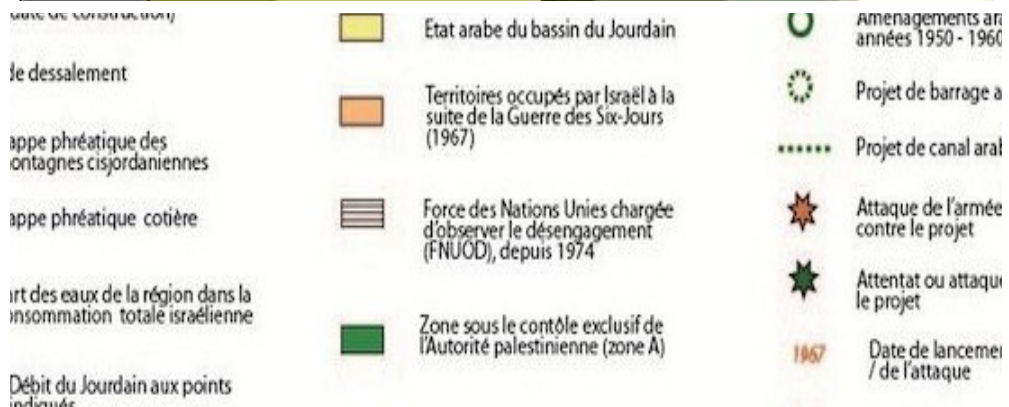 date de construction)
de dessalement
appe phréatique des
ontagnes cisjordaniennes
appe phréatique cotière
art des eaux de la région dans la
onsommation totale israélienne
Débit du Jourdain aux points
indiqués
Etat arabe du bassin du Jourdain
Territoires occupés par Israël à la
suite de la Guerre des Six-Jours
(1967)
Force des Nations Unies chargée
d'observer le désengagement
(FNUOD), depuis 1974
Zone sous le contôle exclusif de
l'Autorité palestinienne (zone A)
Aménagements ara
années 1950 - 1960
Projet de barrage a
Projet de canal arab
Attaque de l'armée
contre le projet
Attentat ou attaque
le projet
1967
Date de lancemer
/ de l'attaque